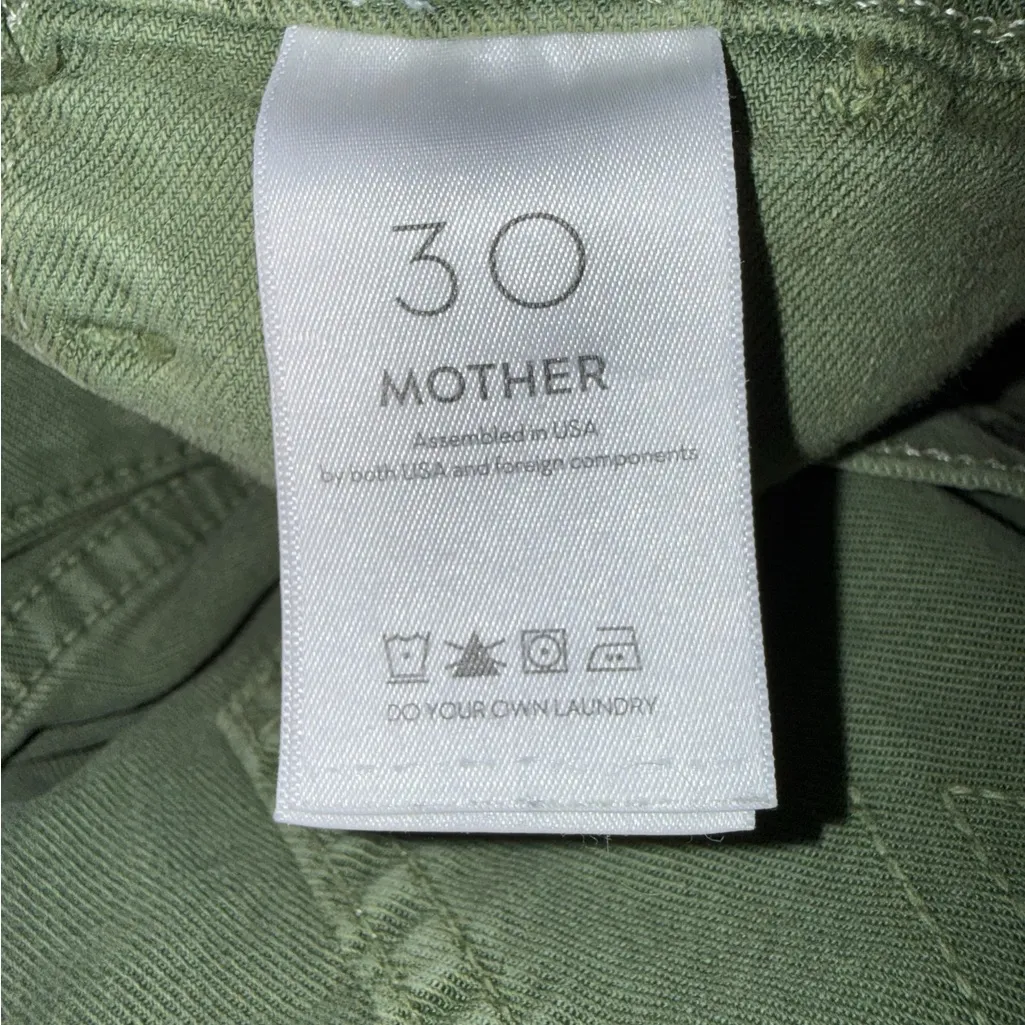 30
MOTHER
Assembled in USA
by both USA and foreign components
DO YOUR OWN LAUNDRY